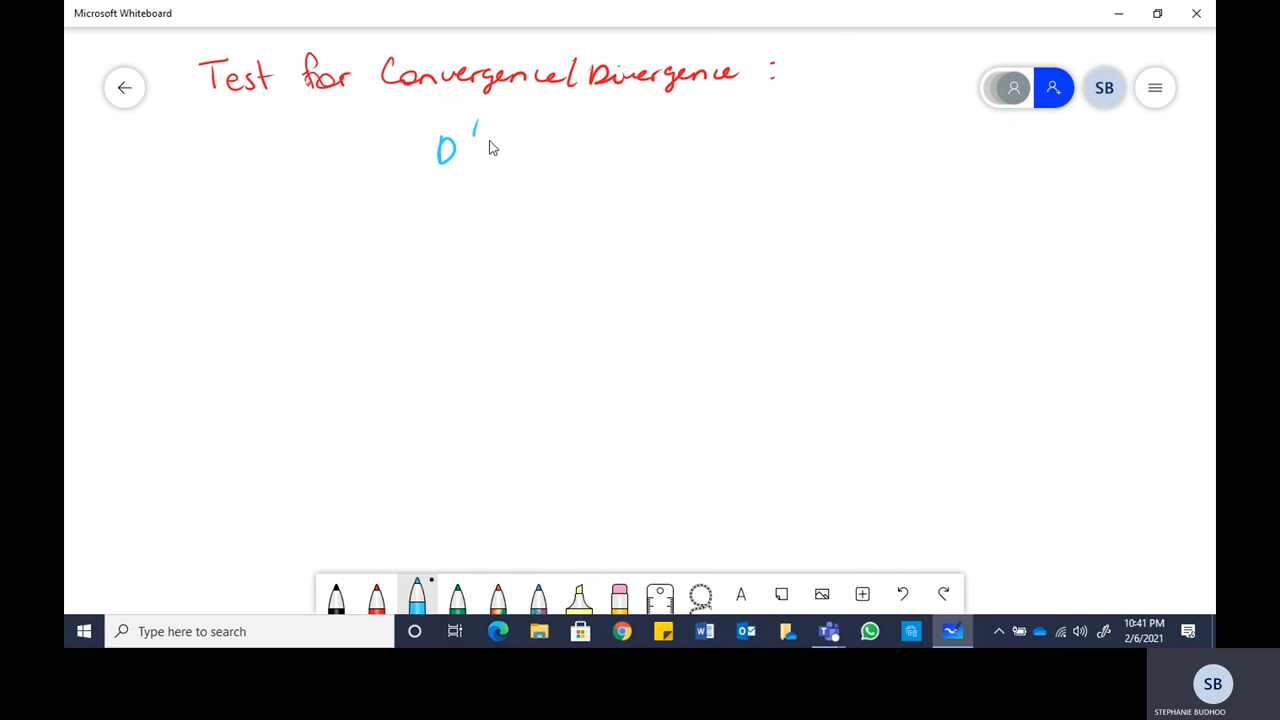 Microsoft Whiteboard
Test for Convergence/Divergence :
SB
D'
A
Type here to search
10:41 PM
2/6/2021
SB
STEPHANIE BUDHOO